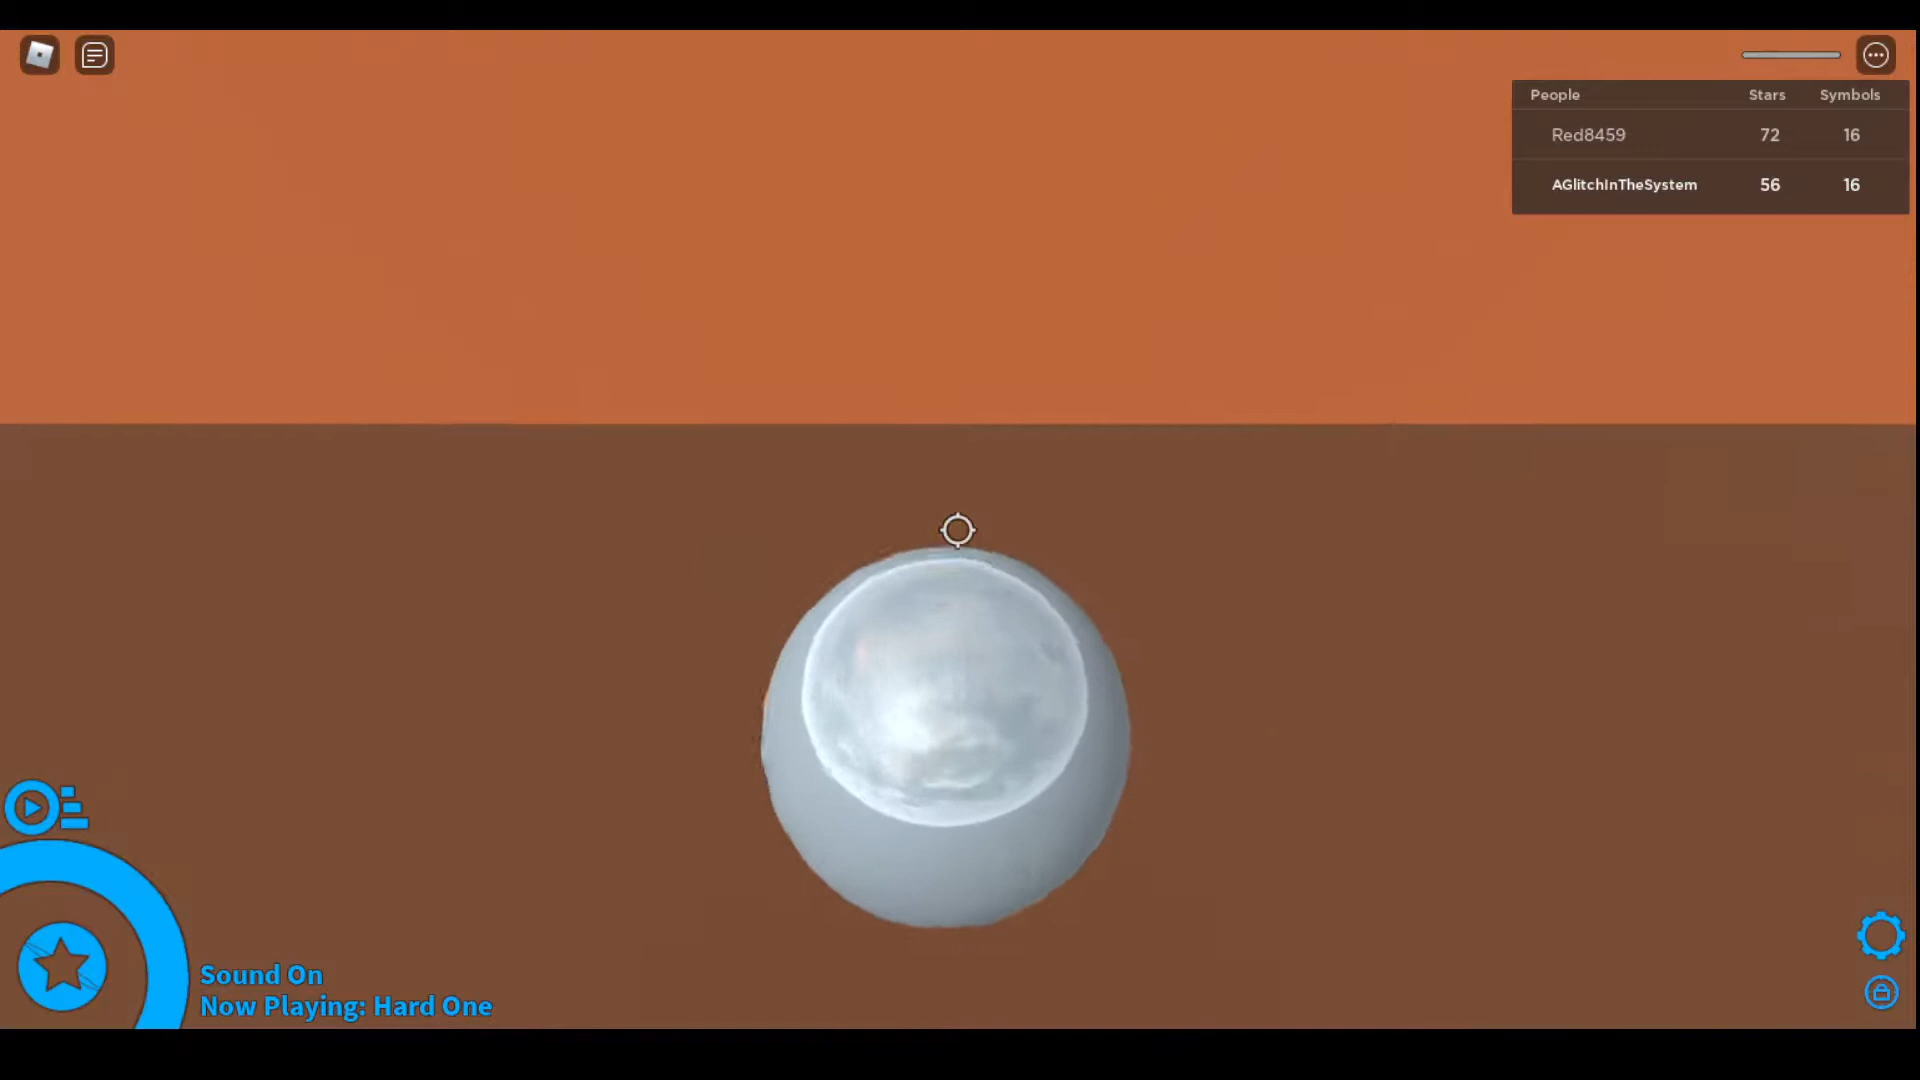 People Stars Symbols
Red8459 72 16
AGlitchInTheSystem 56 16
Sound On
Now Playing: Hard One